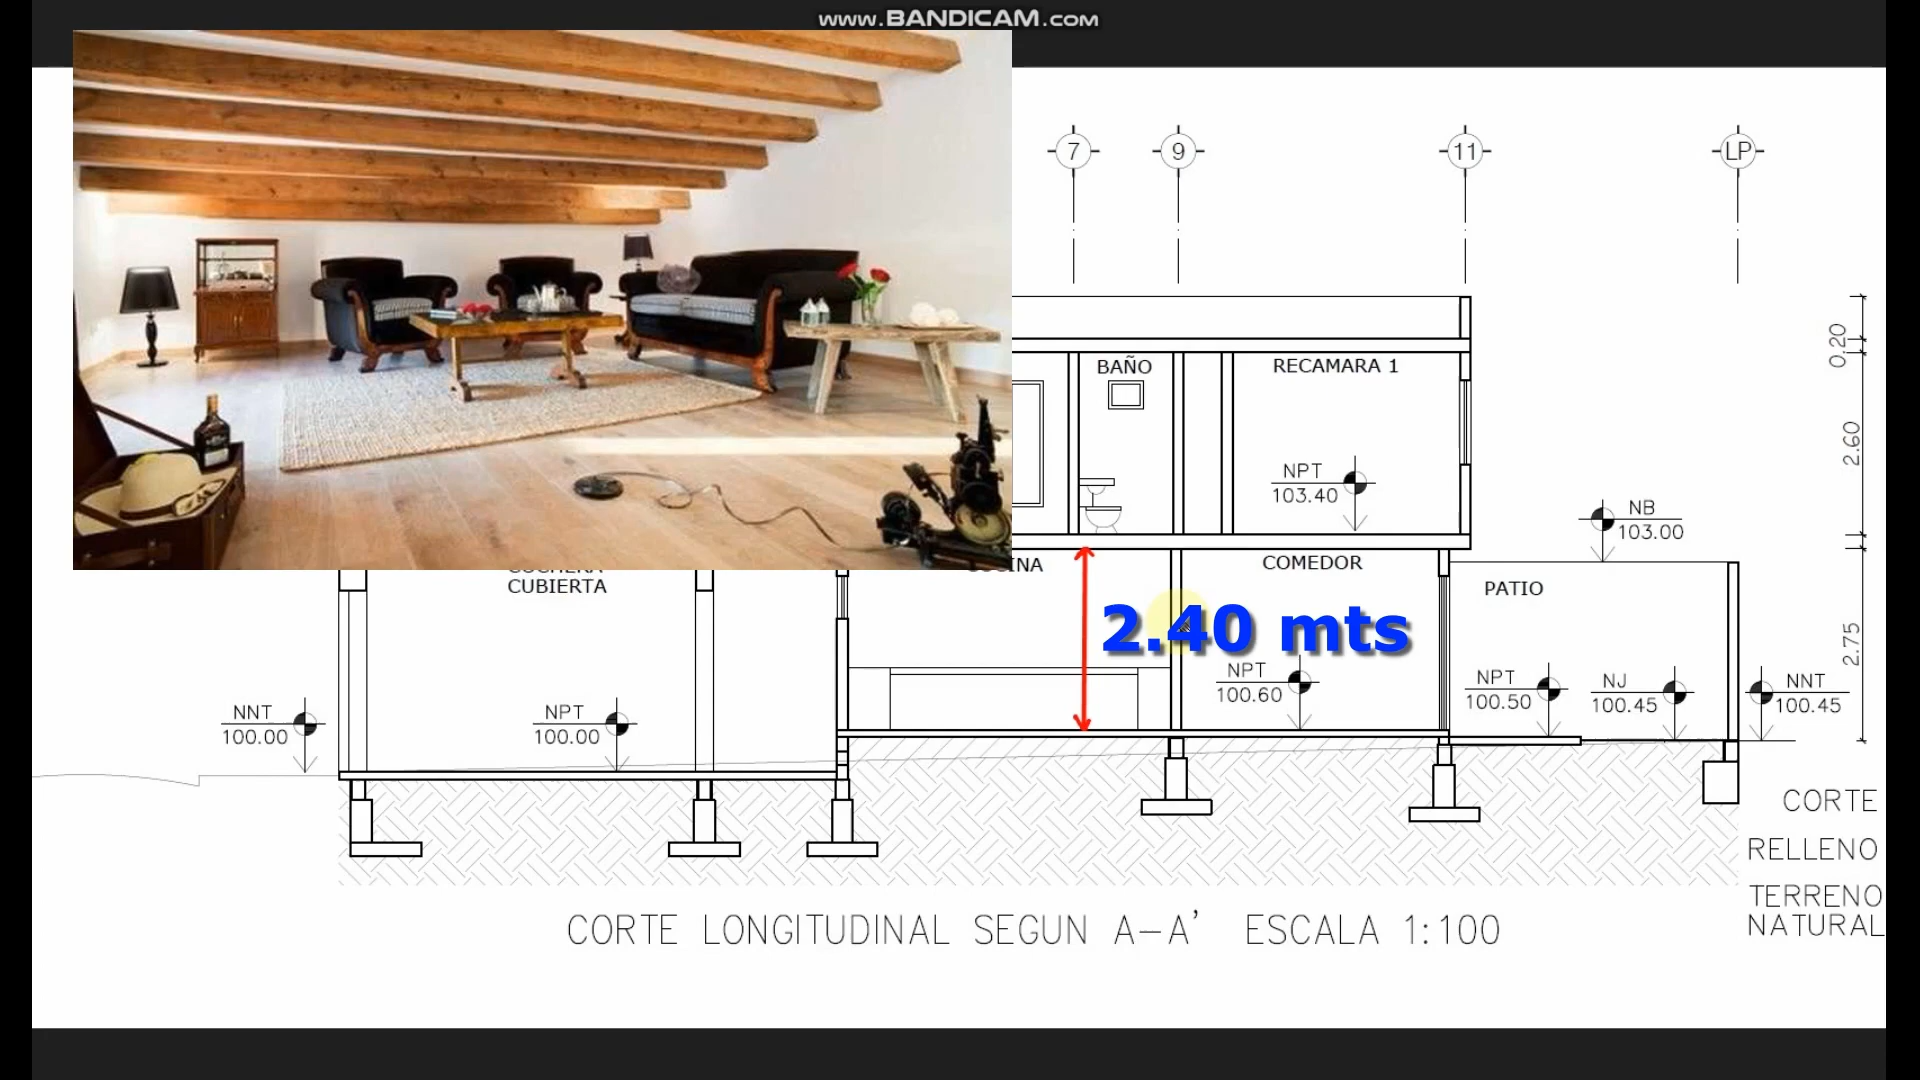 www.BANDICAM.com
7
9
11
LP
BAÑO
RECAMARA 1
NPT
103.40
NB
103.00
0.20
2.60
2.75
COMEDOR
CUBIERTA
PATIO
2.40 mts
NPT
100.60
NPT
100.50
NJ
100.45
NNT
100.45
NNT
100.00
NPT
100.00
CORTE
RELLENO
TERRENO
NATURAL
CORTE LONGITUDINAL SEGUN A-A' ESCALA 1:100